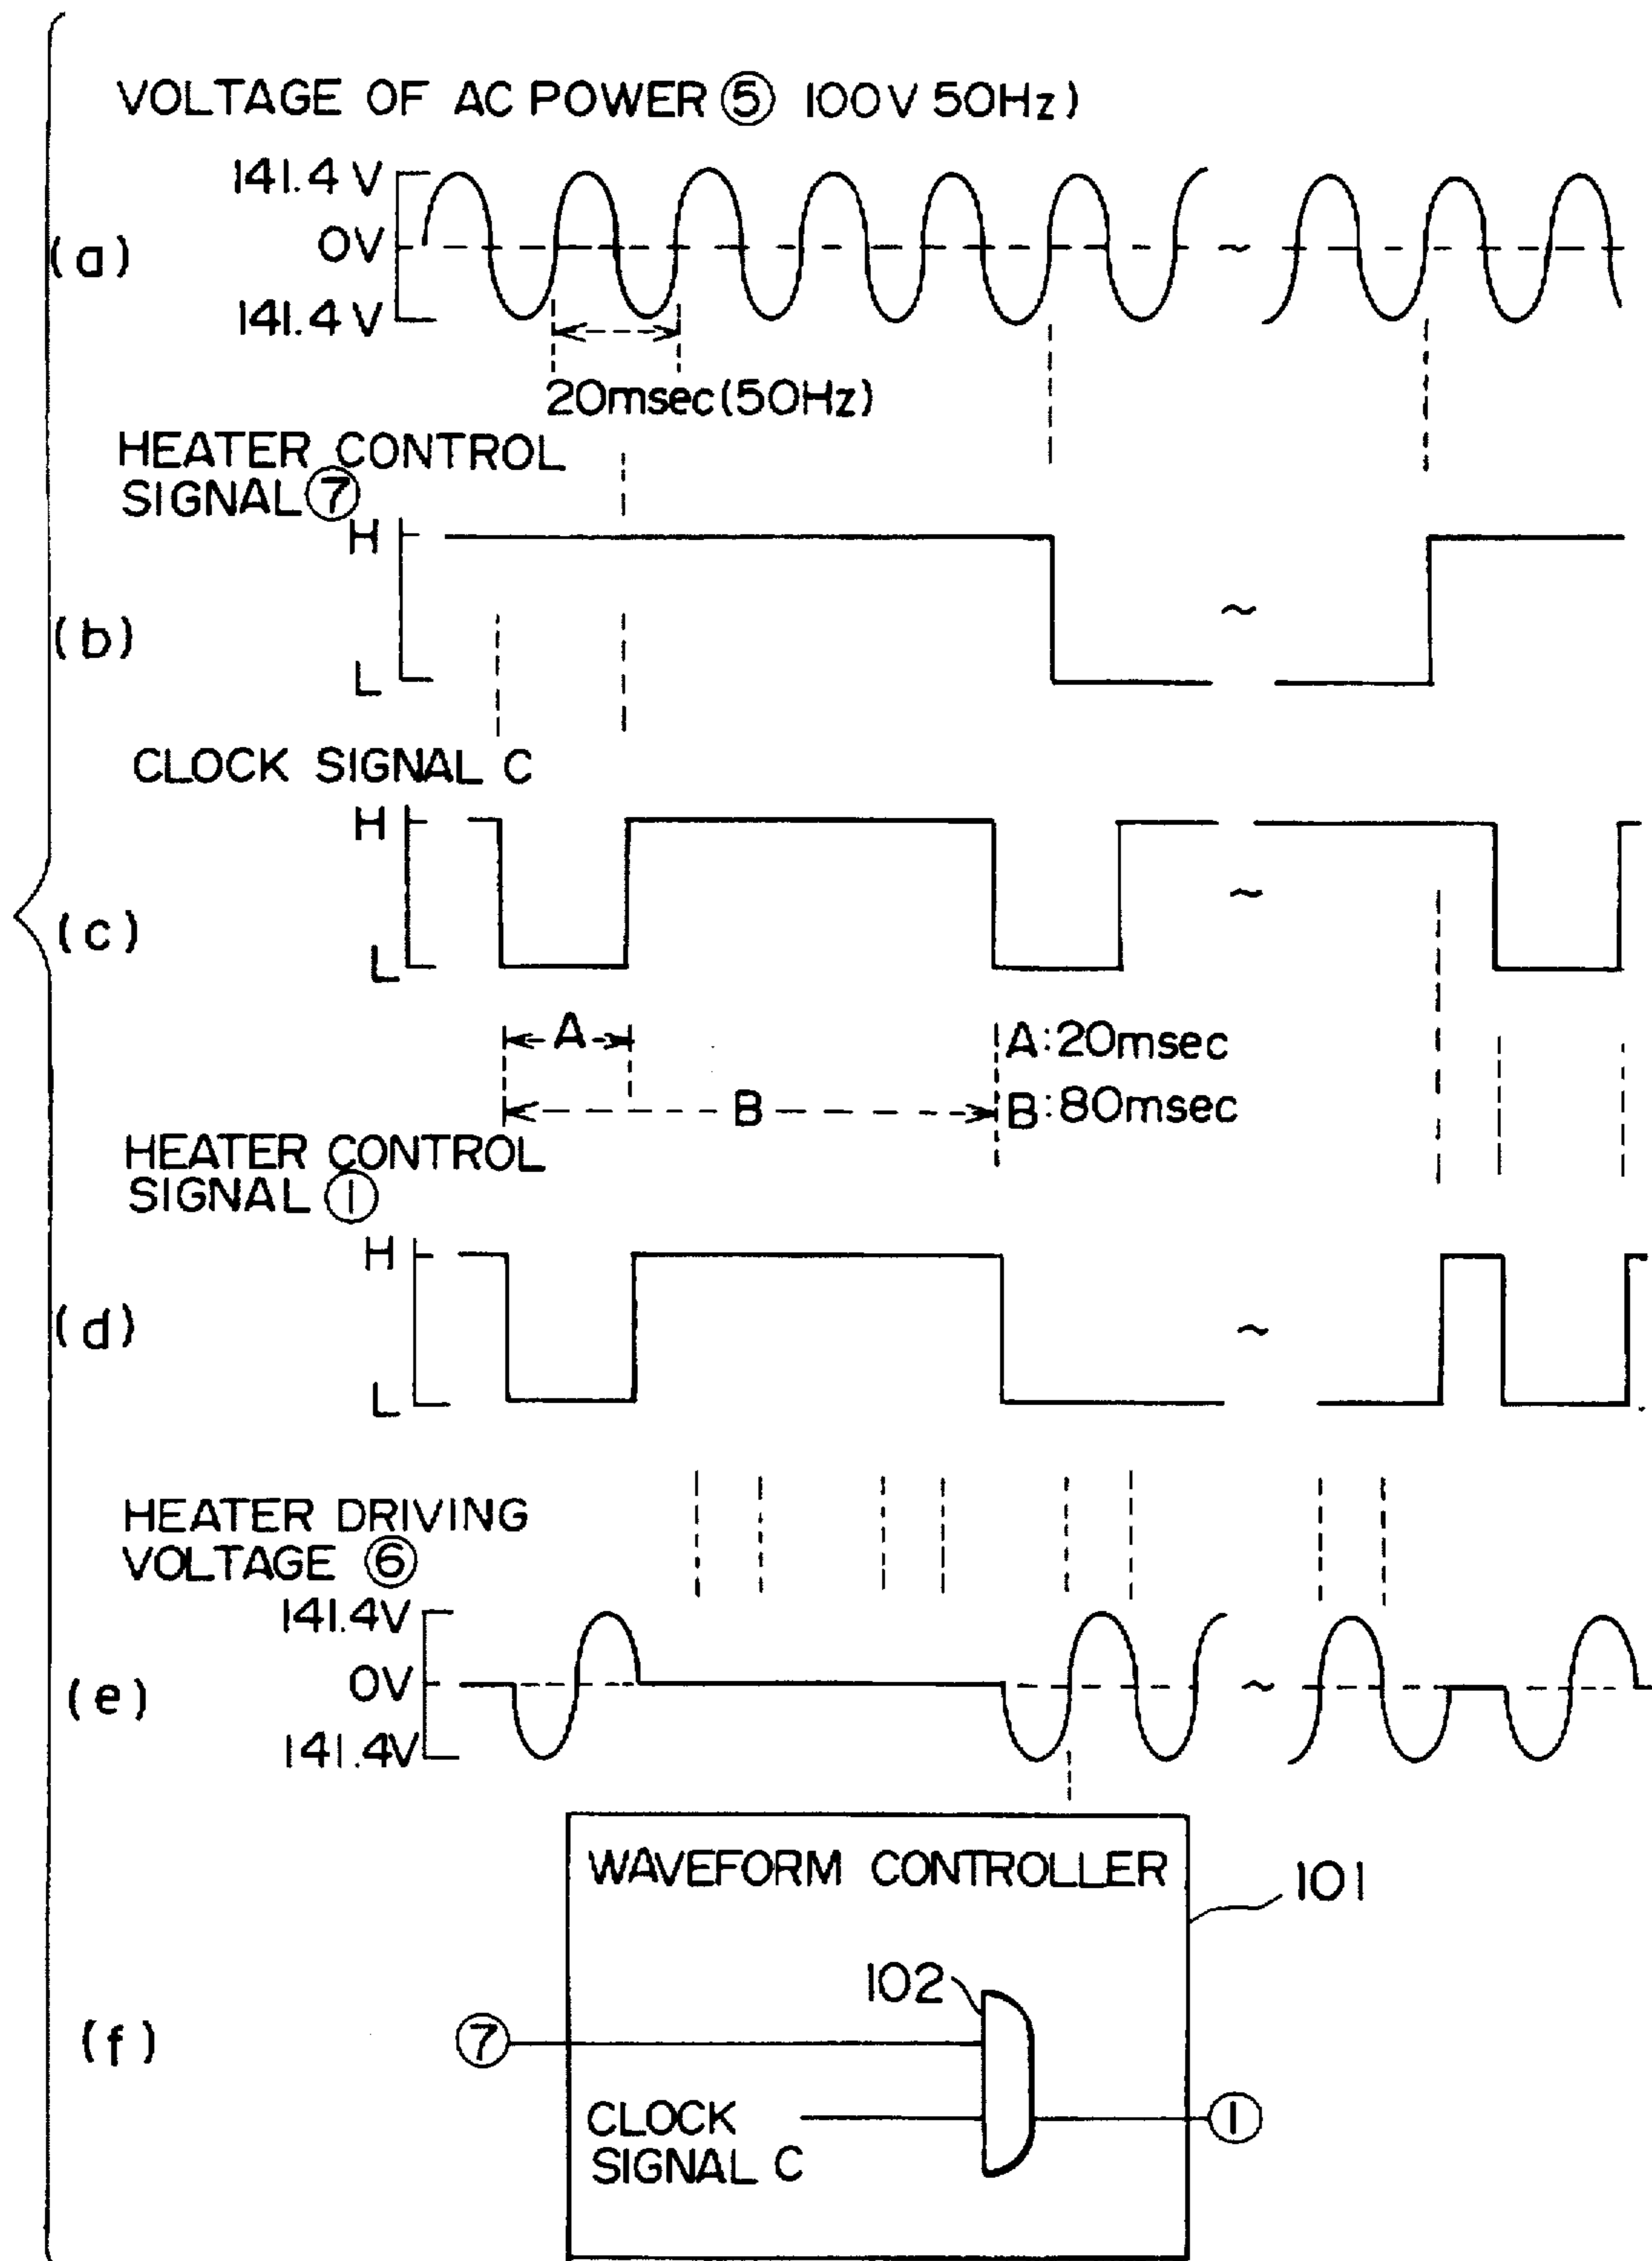 VOLTAGE OF AC POWER ⑤ 100V 50Hz)
141.4 V
(a)
0V
141.4 V
20msec(50Hz)
HEATER CONTROL
SIGNAL ⑦
H
(b)
L
CLOCK SIGNAL C
H
(c)
L
A
A:20msec
B
B:80msec
HEATER CONTROL
SIGNAL ①
H
(d)
L
HEATER DRIVING
VOLTAGE ⑥
141.4V
(e)
0V
141.4V
WAVEFORM CONTROLLER
101
102
(f)
⑦
CLOCK
SIGNAL C
①